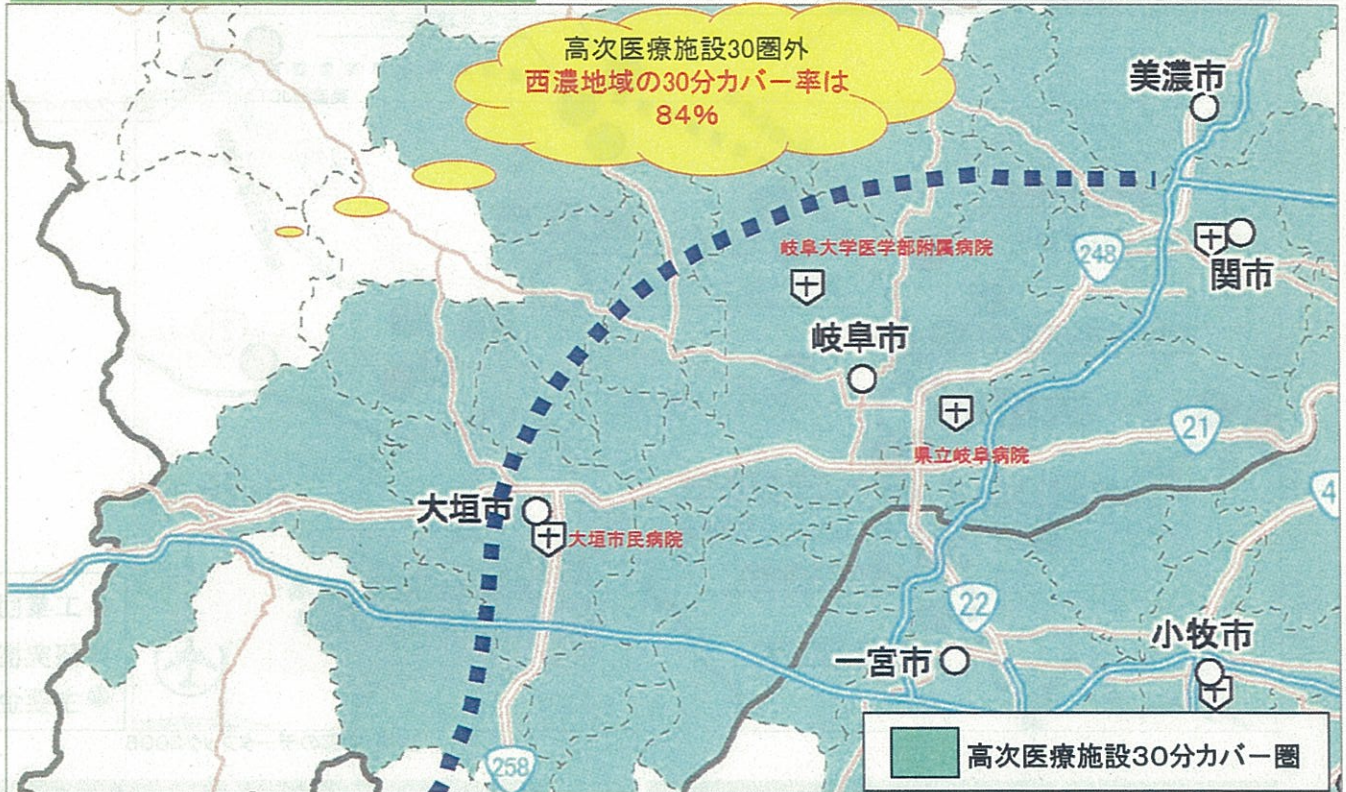 高次医療施設30圏外
西濃地域の30分カバー率は
84%
美濃市
岐阜大学医学部附属病院
248
関市
岐阜市
21
県立岐阜病院
4
大垣市
大垣市民病院
22
小牧市
一宮市
258
高次医療施設30分カバー圏